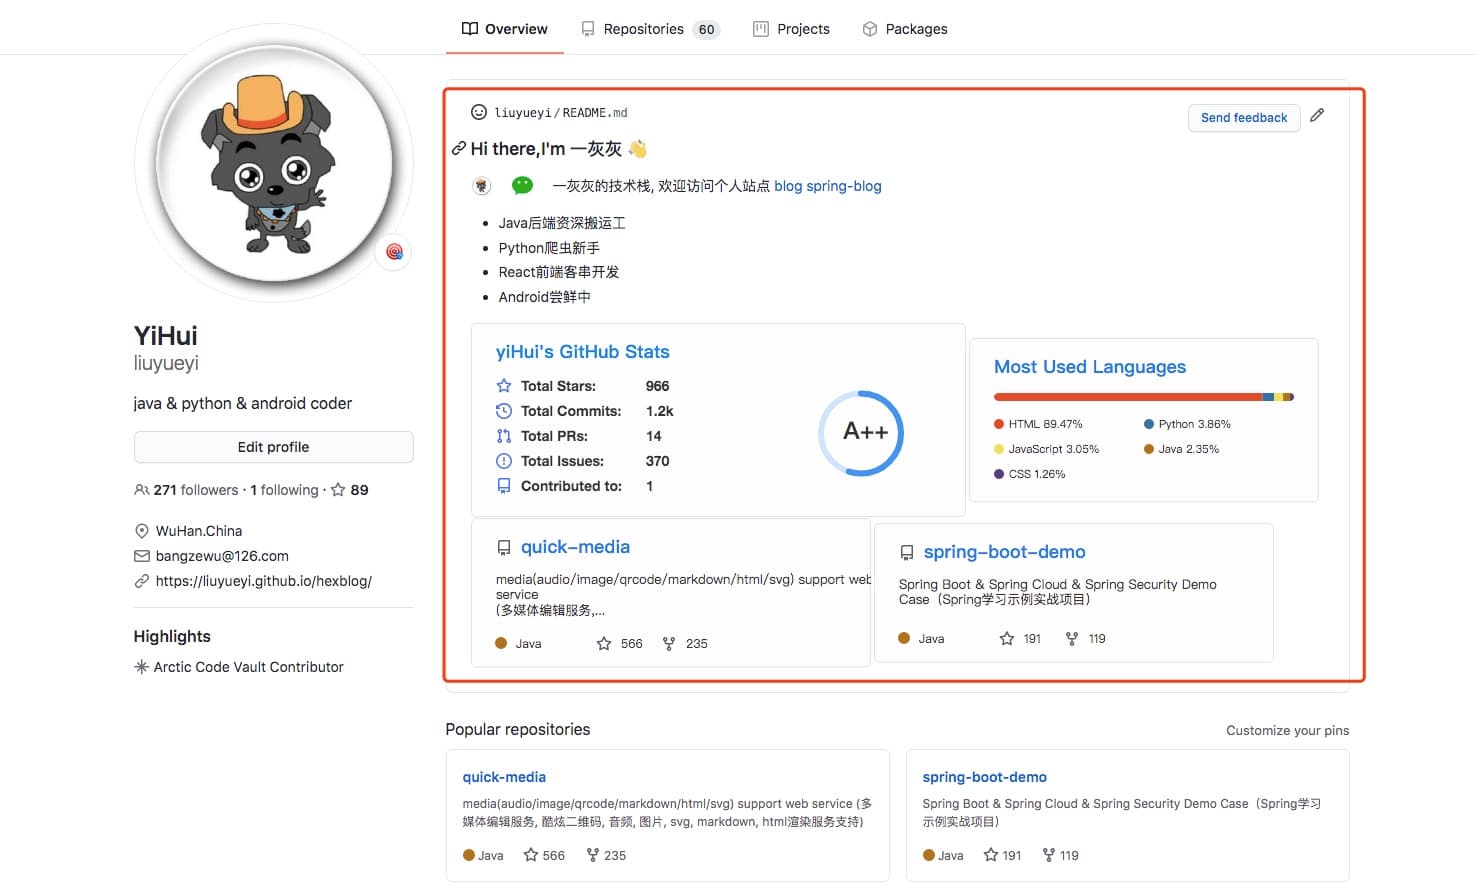 Overview
Repositories 60
Projects
Packages
liuyueyi/README.md
Send feedback
Hi there,I'm 一灰灰 👋
一灰灰的技术栈, 欢迎访问个人站点 blog spring-blog
Java后端资深搬运工
Python爬虫新手
React前端客串开发
Android尝鲜中
YiHui
liuyueyi
java & python & android coder
Edit profile
271 followers · 1 following · 89
WuHan.China
bangzewu@126.com
https://liuyueyi.github.io/hexblog/
Highlights
Arctic Code Vault Contributor
yiHui's GitHub Stats
Total Stars: 966
Total Commits: 1.2k
Total PRs: 14
Total Issues: 370
Contributed to: 1
A++
Most Used Languages
HTML 89.47%
Python 3.86%
JavaScript 3.05%
Java 2.35%
CSS 1.26%
quick-media
media(audio/image/qrcode/markdown/html/svg) support web
service
(多媒体编辑服务,...
Java 566 235
spring-boot-demo
Spring Boot & Spring Cloud & Spring Security Demo
Case（Spring学习示例实战项目）
Java 191 119
Popular repositories
Customize your pins
quick-media
media(audio/image/qrcode/markdown/html/svg) support web service (多
媒体编辑服务, 酷炫二维码, 音频, 图片, svg, markdown, html渲染服务支持)
Java 566 235
spring-boot-demo
Spring Boot & Spring Cloud & Spring Security Demo Case（Spring学习
示例实战项目）
Java 191 119